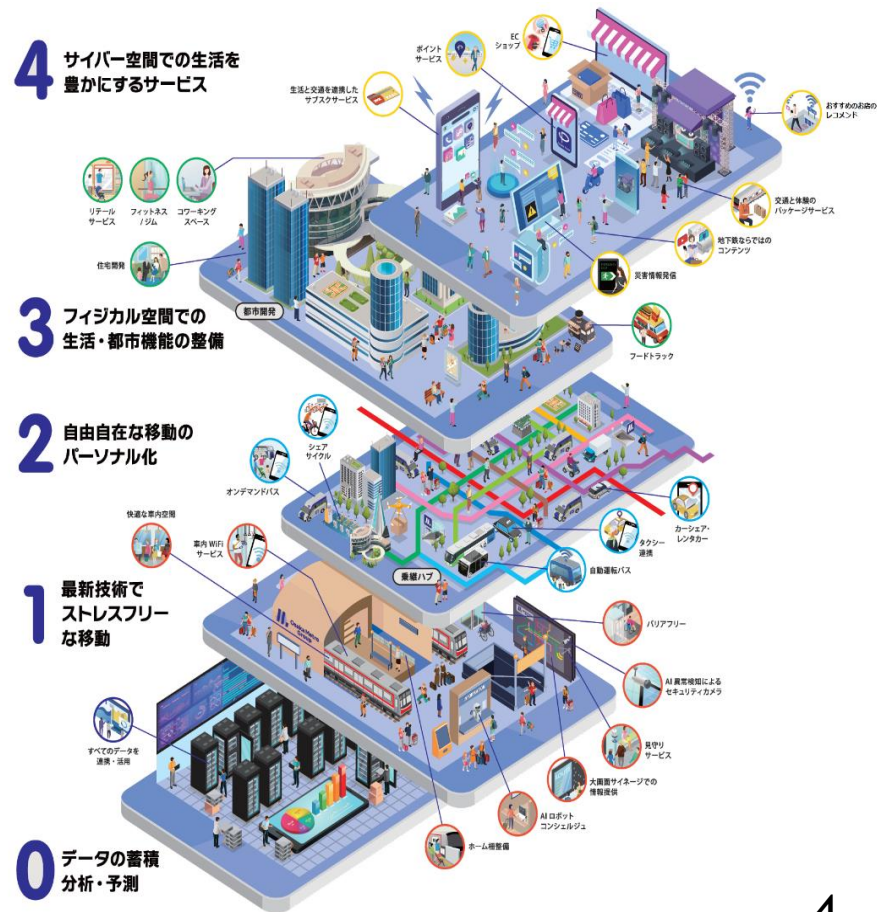 4
サイバー空間での生活を
豊かにするサービス
生活と交通を連携した
サブスクサービス
ポイント
サービス
EC
ショップ
おすすめのお店の
レコメンド
交通と体験の
パッケージサービス
地下鉄ならではの
コンテンツ
災害情報発信
リテール
サービス
フィットネス
/ ジム
コワーキング
スペース
住宅開発
都市開発
3
フィジカル空間での
生活・都市機能の整備
フードトラック
2
自由自在な移動の
パーソナル化
シェア
サイクル
オンデマンドバス
カーシェア・
レンタカー
タクシー
連携
自動運転バス
乗継ハブ
快適な車内空間
車内 WiFi
サービス
1
最新技術で
ストレスフリー
な移動
Osaka Metro
Group
バリアフリー
AI 異常検知による
セキュリティカメラ
見守り
サービス
大画面サイネージでの
情報提供
AI ロボット
コンシェルジュ
ホーム柵整備
すべてのデータを
連携・活用
0
データの蓄積
分析・予測
4